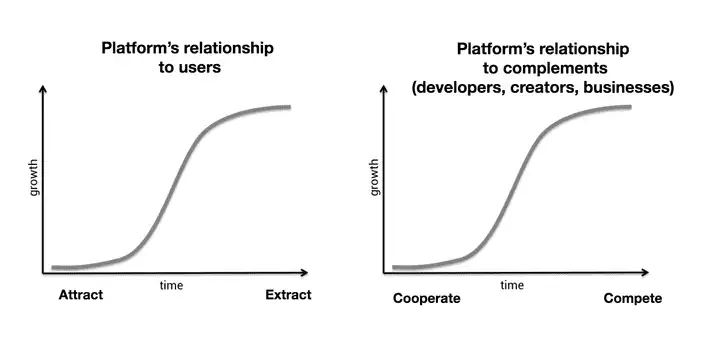 Platform's relationship
to users
growth
time
Attract
Extract
Platform's relationship
to complements
(developers, creators, businesses)
growth
time
Cooperate
Compete